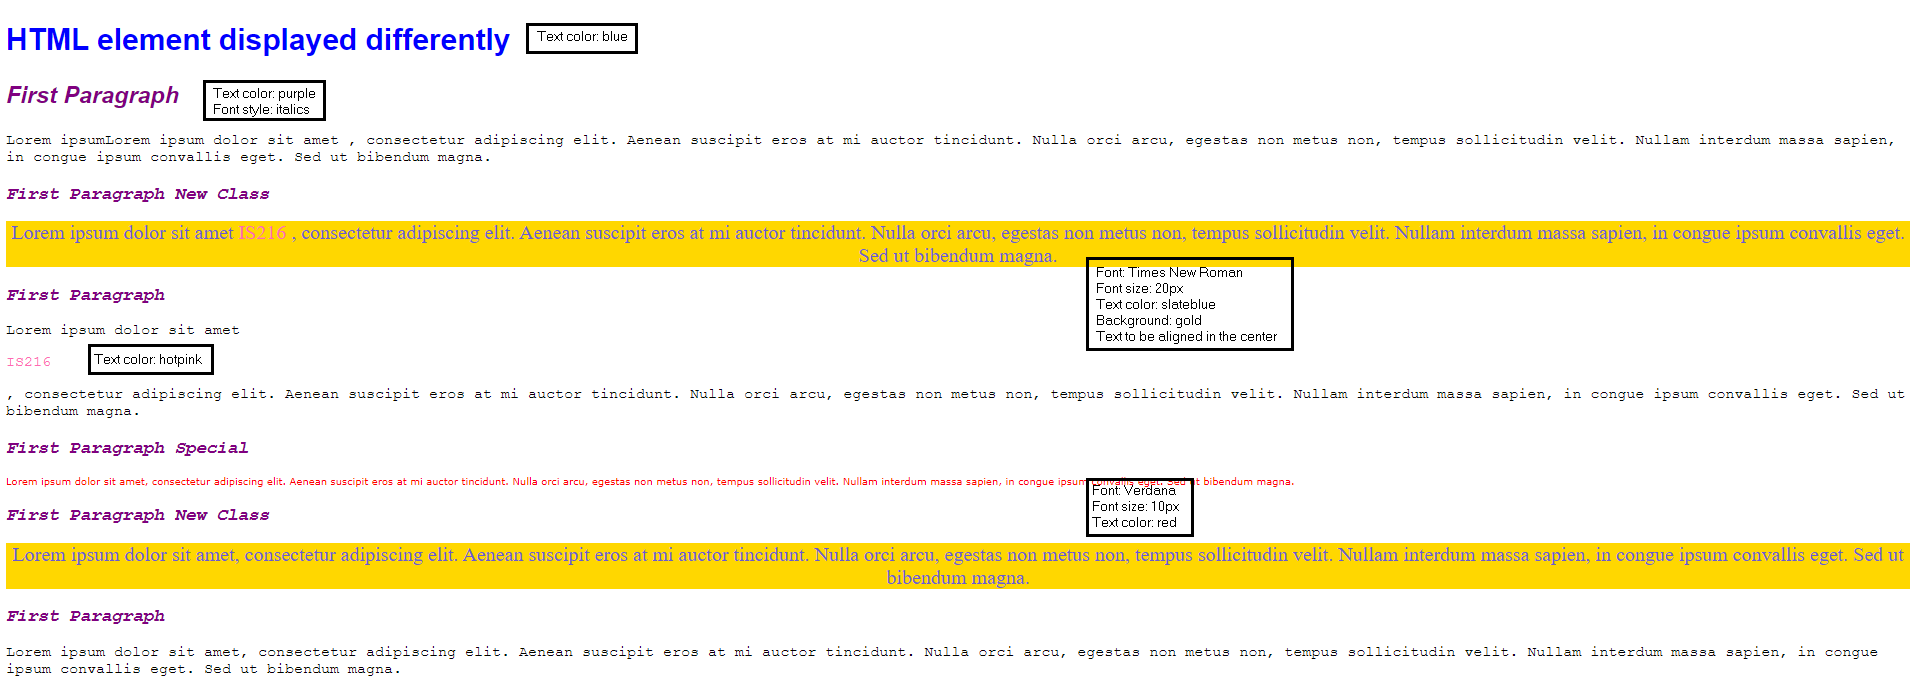 HTML element displayed differently
Text color: blue
First Paragraph
Text color: purple
Font style: italics
Lorem ipsumLorem ipsum dolor sit amet , consectetur adipiscing elit. Aenean suscipit eros at mi auctor tincidunt. Nulla orci arcu, egestas non metus non, tempus sollicitudin velit. Nullam interdum massa sapien,
in congue ipsum convallis eget. Sed ut bibendum magna.
First Paragraph New Class
Lorem ipsum dolor sit amet IS216 , consectetur adipiscing elit. Aenean suscipit eros at mi auctor tincidunt. Nulla orci arcu, egestas non metus non, tempus sollicitudin velit. Nullam interdum massa sapien, in congue ipsum convallis eget.
Sed ut bibendum magna.
Font: Times New Roman
Font size: 20px
Text color: slateblue
Background: gold
Text to be aligned in the center
First Paragraph
Lorem ipsum dolor sit amet
IS216
Text color: hotpink
, consectetur adipiscing elit. Aenean suscipit eros at mi auctor tincidunt. Nulla orci arcu, egestas non metus non, tempus sollicitudin velit. Nullam interdum massa sapien, in congue ipsum convallis eget. Sed ut
bibendum magna.
First Paragraph Special
Lorem ipsum dolor sit amet, consectetur adipiscing elit. Aenean suscipit eros at mi auctor tincidunt. Nulla orci arcu, egestas non metus non, tempus sollicitudin velit. Nullam interdum massa sapien, in congue ipsum convallis eget. Sed ut bibendum magna.
Font: Verdana
Font size: 10px
Text color: red
First Paragraph New Class
Lorem ipsum dolor sit amet, consectetur adipiscing elit. Aenean suscipit eros at mi auctor tincidunt. Nulla orci arcu, egestas non metus non, tempus sollicitudin velit. Nullam interdum massa sapien, in congue ipsum convallis eget. Sed ut
bibendum magna.
First Paragraph
Lorem ipsum dolor sit amet, consectetur adipiscing elit. Aenean suscipit eros at mi auctor tincidunt. Nulla orci arcu, egestas non metus non, tempus sollicitudin velit. Nullam interdum massa sapien, in congue
ipsum convallis eget. Sed ut bibendum magna.